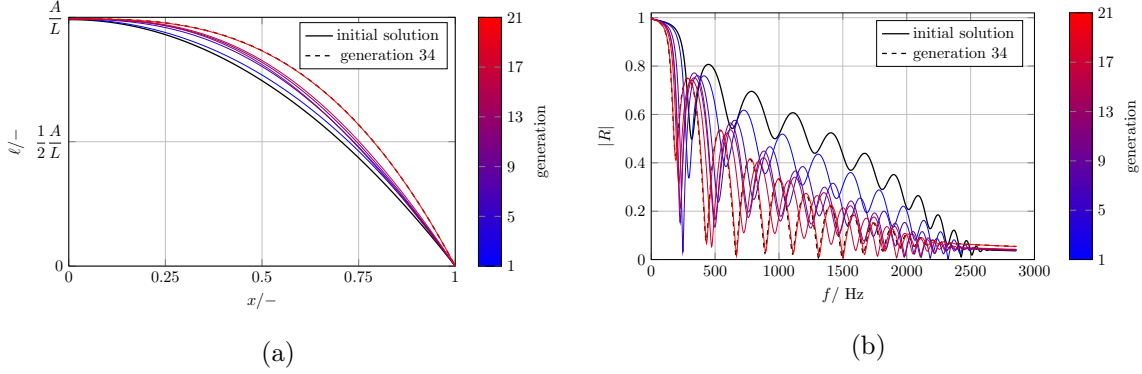 A/L
1/2 A/L
0
ℓ/−
0
0.25
0.5
0.75
1
x/−
initial solution
generation 34
21
17
13
9
5
1
generation
(a)
1
0.8
0.6
0.4
0.2
0
|R|
0
500
1000
1500
2000
2500
3000
f/ Hz
initial solution
generation 34
21
17
13
9
5
1
generation
(b)